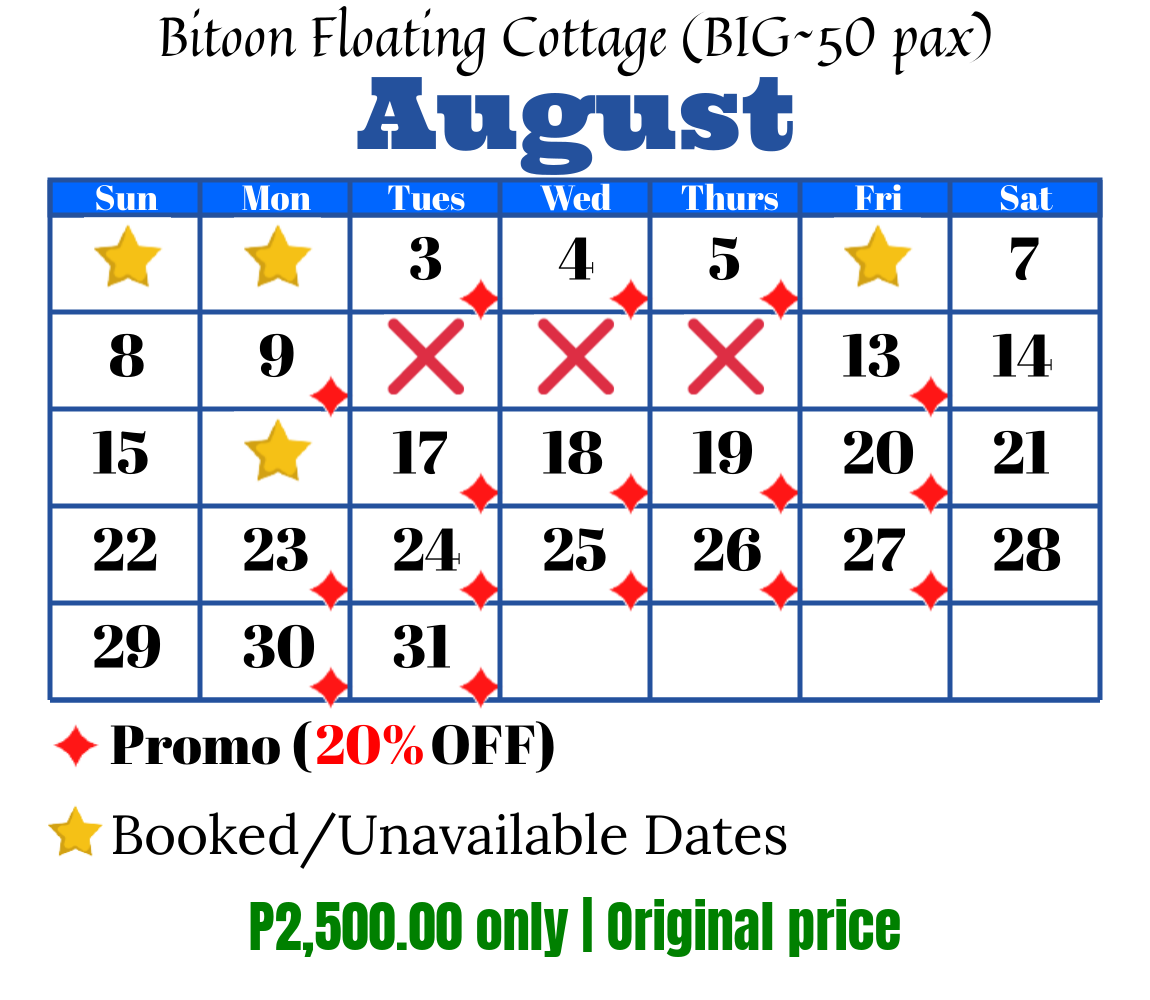 Bitoon Floating Cottage (BIG~50 pax)
August
Sun Mon Tues Wed Thurs Fri Sat
3 4 5 7
8 9 13 14
15 17 18 19 20 21
22 23 24 25 26 27 28
29 30 31
Promo (20% OFF)
Booked/Unavailable Dates
P2,500.00 only | Original price